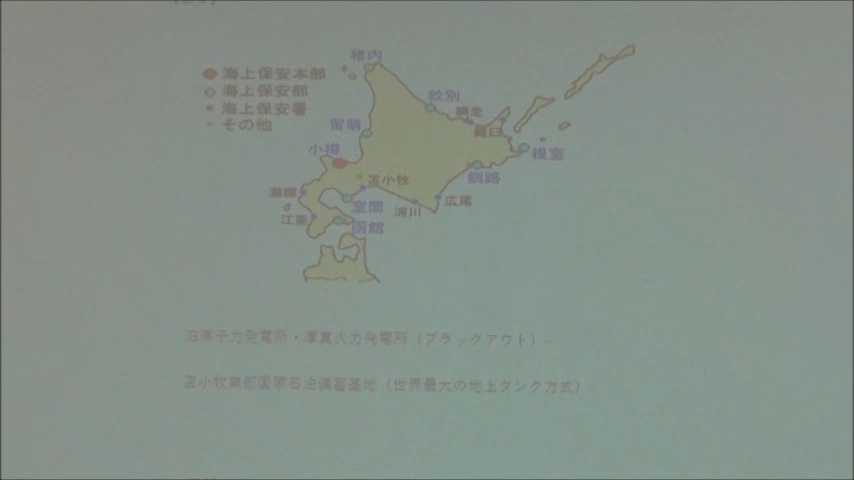 稚内
海上保安本部
海上保安部
紋別
海上保安署
網走
その他
留萌
羅臼
小樽
根室
釧路
苫小牧
瀬棚
広尾
室蘭
浦川
江差
函館
泊原子力発電所・厚真火力発電所（ブラックアウト）
苫小牧東部国家石油備蓄基地（世界最大の地上タンク方式）